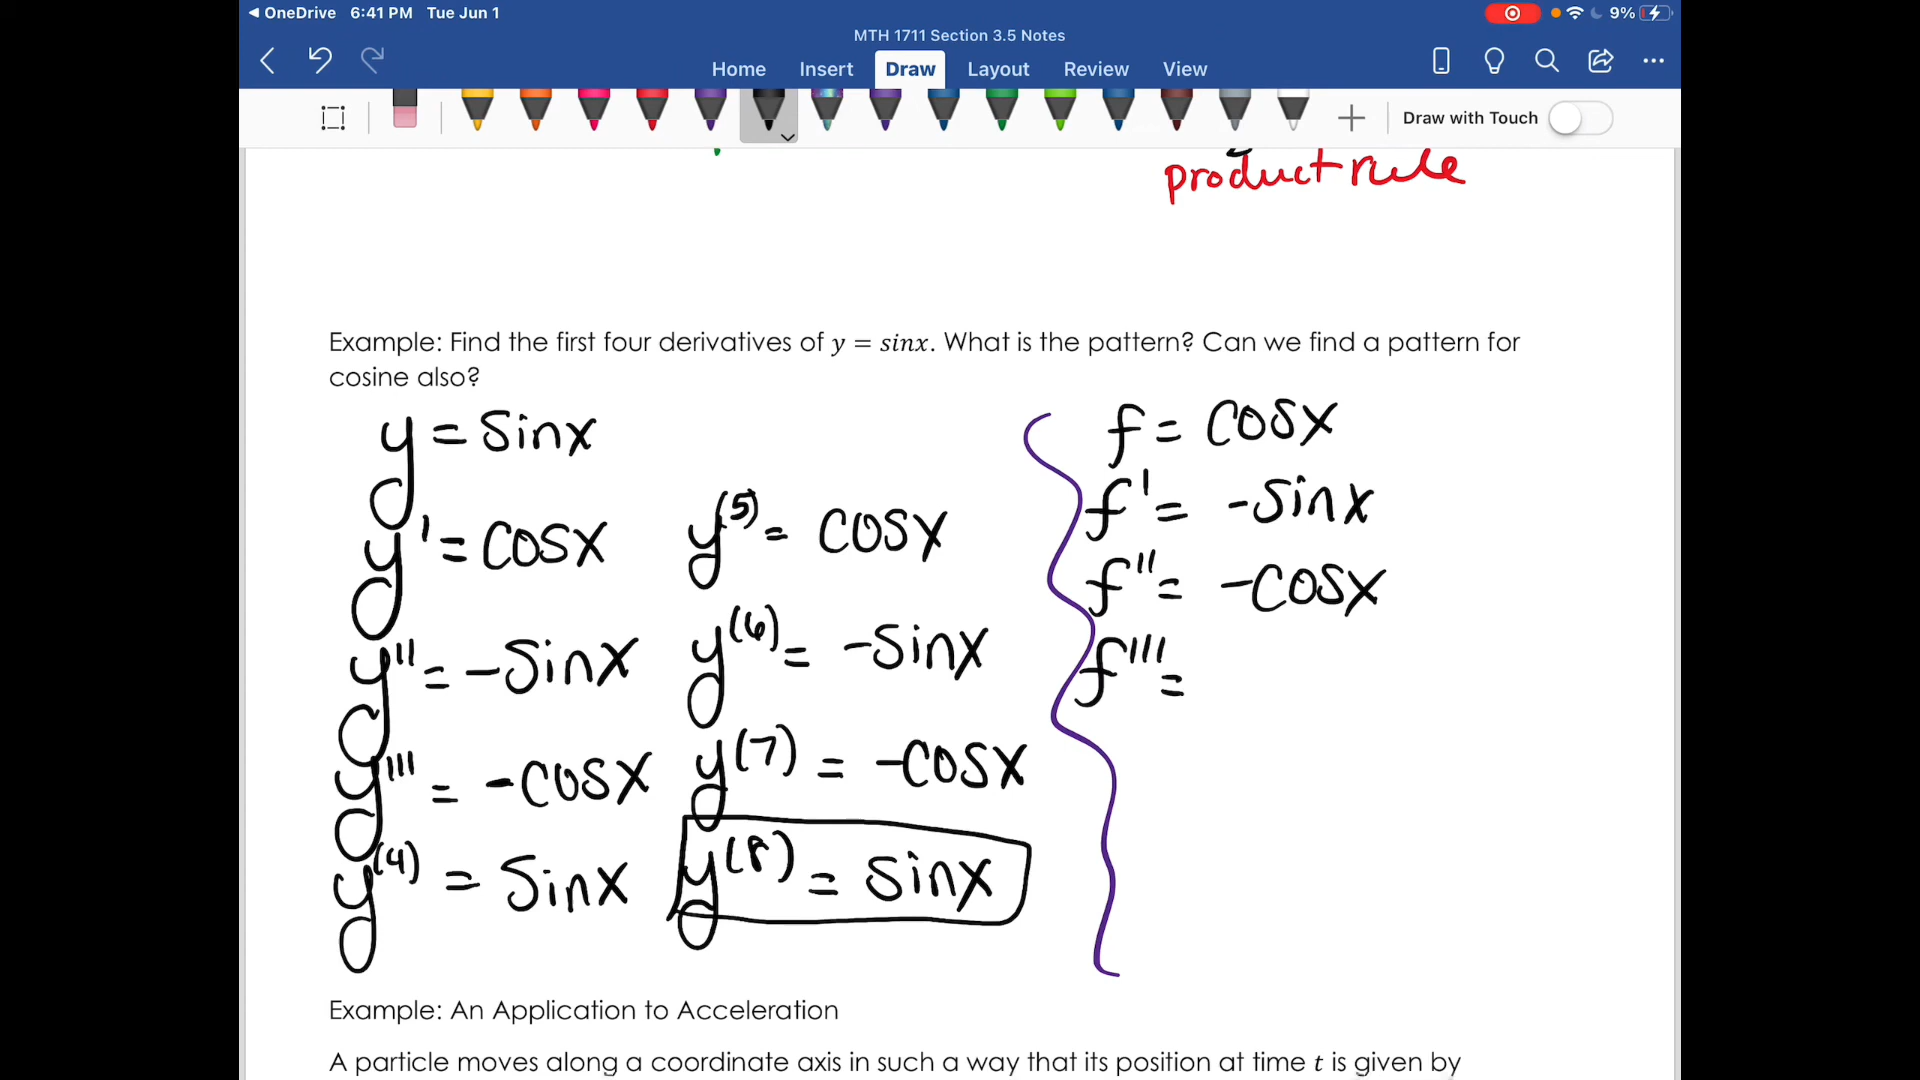 OneDrive 6:41 PM Tue Jun 1 9%
MTH 1711 Section 3.5 Notes
Home Insert Draw Layout Review View
Draw with Touch
product rule
Example: Find the first four derivatives of y = sinx. What is the pattern? Can we find a pattern for
cosine also?
y = sinx
y' = cosx
y'' = -sinx
y''' = -cosx
y^(4) = sinx
y^(5) = cosx
y^(6) = -sinx
y^(7) = -cosx
y^(8) = sinx
f = cosx
f' = -sinx
f'' = -cosx
f''' =
Example: An Application to Acceleration
A particle moves along a coordinate axis in such a way that its position at time t is given by